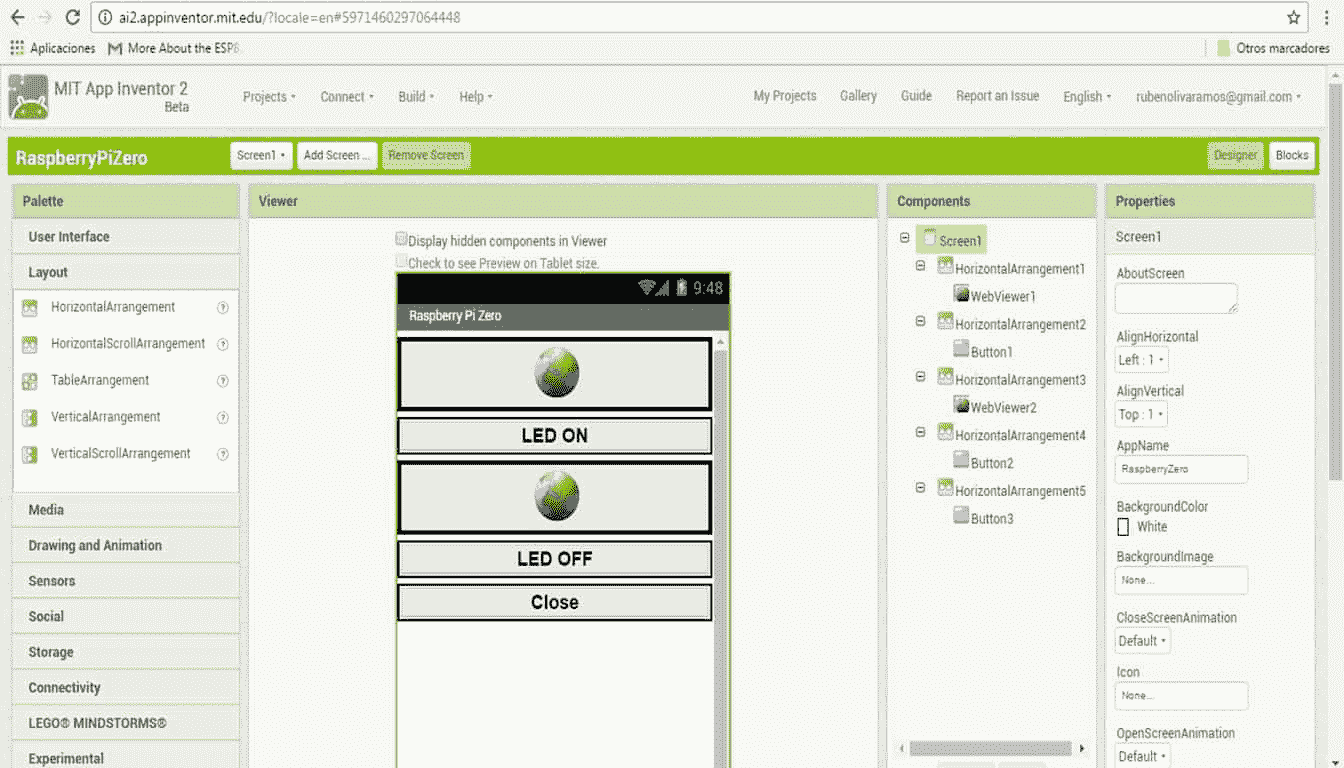 ai2.appinventor.mit.edu/?locale=en#5971460297064448
Aplicaciones More About the ESP8 Otros marcadores
MIT App Inventor 2
Beta
Projects Connect Build Help My Projects Gallery Guide Report an Issue English rubenolivaramos@gmail.com
RaspberryPiZero Screen1 Add Screen ... Remove Screen Designer Blocks
Palette
User Interface
Layout
HorizontalArrangement ?
HorizontalScrollArrangement ?
TableArrangement ?
VerticalArrangement ?
VerticalScrollArrangement ?
Media
Drawing and Animation
Sensors
Social
Storage
Connectivity
LEGO® MINDSTORMS®
Experimental
Viewer
Display hidden components in Viewer
Check to see Preview on Tablet size.
9:48
Raspberry Pi Zero
LED ON
LED OFF
Close
Components
Screen1
HorizontalArrangement1
WebViewer1
HorizontalArrangement2
Button1
HorizontalArrangement3
WebViewer2
HorizontalArrangement4
Button2
HorizontalArrangement5
Button3
Properties
Screen1
AboutScreen
AlignHorizontal
Left : 1
AlignVertical
Top : 1
AppName
RaspberryZero
BackgroundColor
White
BackgroundImage
None...
CloseScreenAnimation
Default
Icon
None...
OpenScreenAnimation
Default